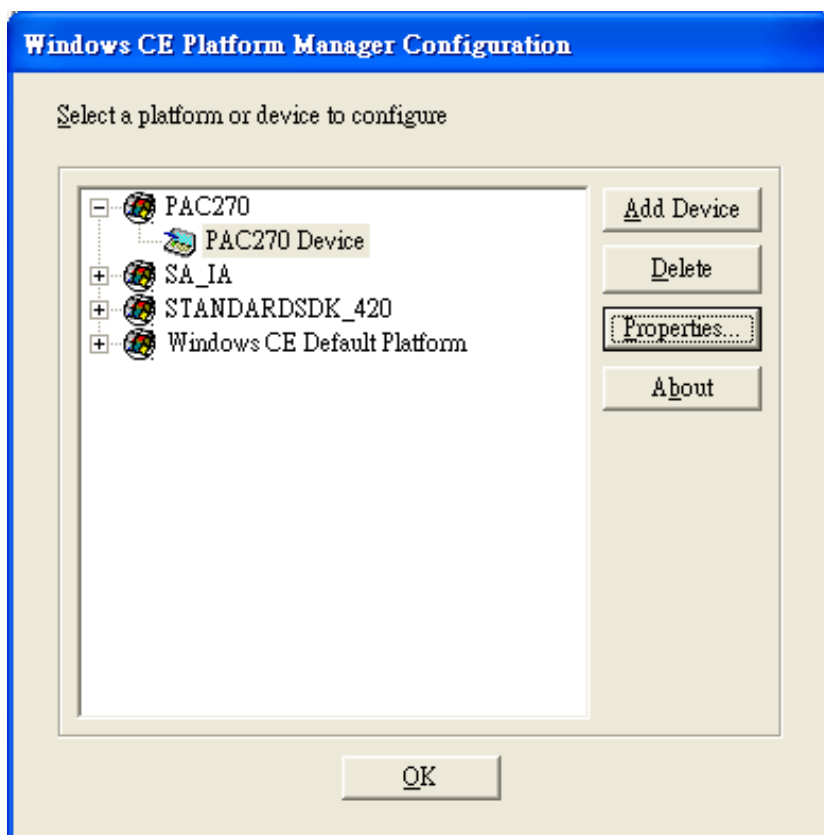 Windows CE Platform Manager Configuration
Select a platform or device to configure
PAC270
PAC270 Device
SA_IA
STANDARDSDK_420
Windows CE Default Platform
Add Device
Delete
Properties...
About
OK